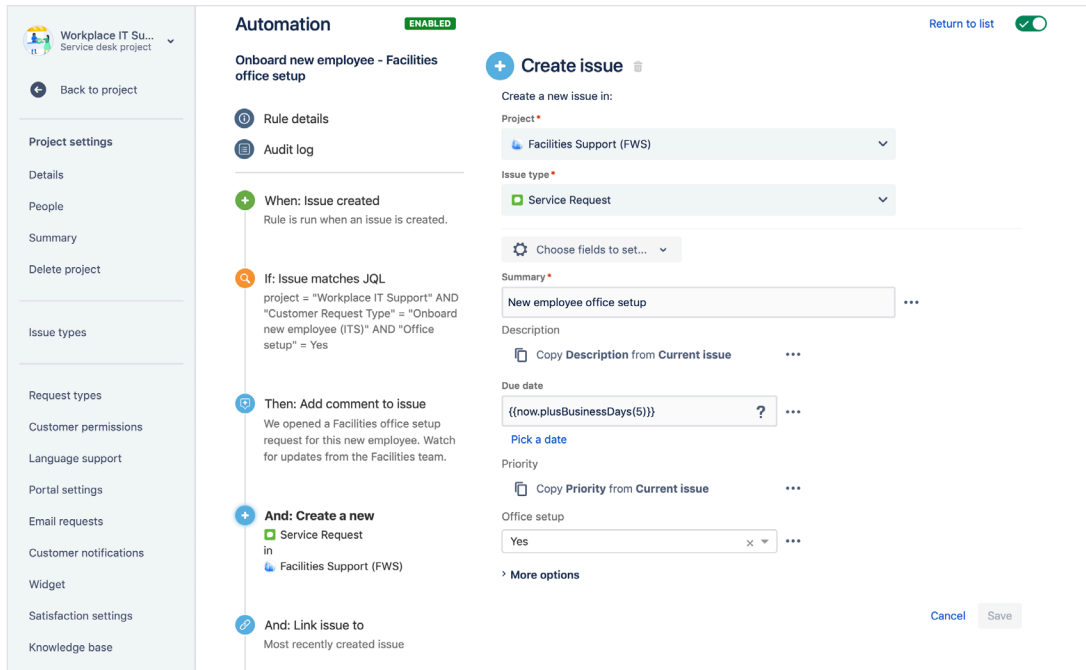 Workplace IT Su...
Service desk project
Back to project
Project settings
Details
People
Summary
Delete project
Issue types
Request types
Customer permissions
Language support
Portal settings
Email requests
Customer notifications
Widget
Satisfaction settings
Knowledge base
Automation
ENABLED
Return to list
Onboard new employee - Facilities
office setup
Rule details
Audit log
When: Issue created
Rule is run when an issue is created.
If: Issue matches JQL
project = "Workplace IT Support" AND
"Customer Request Type" = "Onboard
new employee (ITS)" AND "Office
setup" = Yes
Then: Add comment to issue
We opened a Facilities office setup
request for this new employee. Watch
for updates from the Facilities team.
And: Create a new
Service Request
in
Facilities Support (FWS)
And: Link issue to
Most recently created issue
Create issue
Create a new issue in:
Project*
Facilities Support (FWS)
Issue type*
Service Request
Choose fields to set...
Summary*
New employee office setup
Description
Copy Description from Current issue
Due date
{{now.plusBusinessDays(5)}}
?
Pick a date
Priority
Copy Priority from Current issue
Office setup
Yes
More options
Cancel
Save